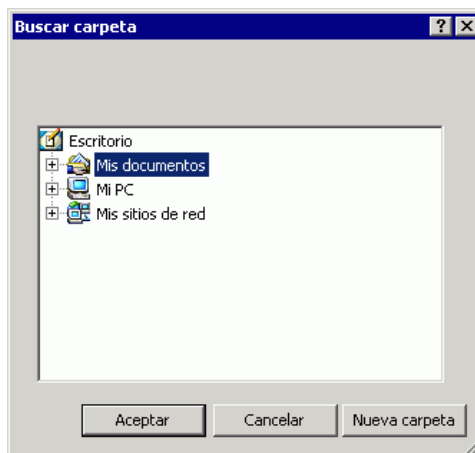 Buscar carpeta
Escritorio
Mis documentos
Mi PC
Mis sitios de red
Aceptar Cancelar Nueva carpeta